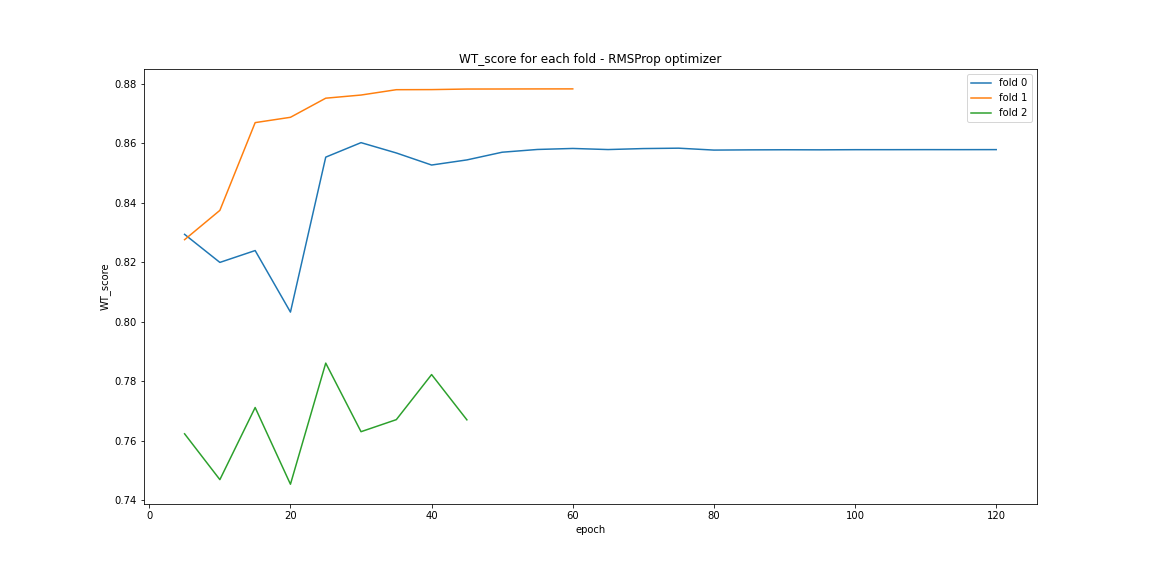 WT_score for each fold - RMSProp optimizer
fold 0
fold 1
fold 2
WT_score
0.88
0.86
0.84
0.82
0.80
0.78
0.76
0.74
0 20 40 60 80 100 120
epoch